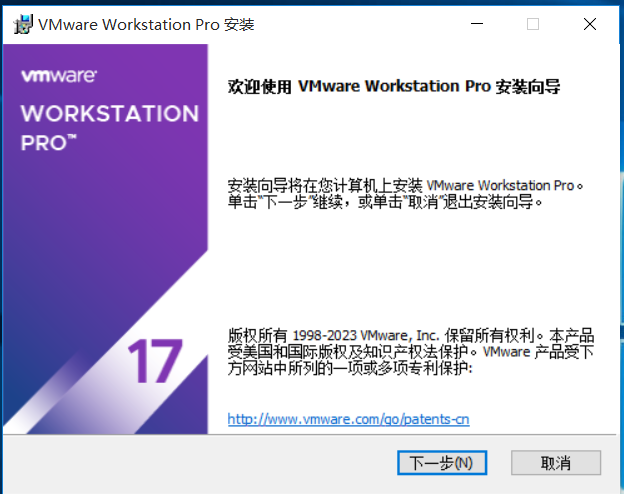 VMware Workstation Pro 安装
vmware®
WORKSTATION
PRO™
17
欢迎使用 VMware Workstation Pro 安装向导
安装向导将在您计算机上安装 VMware Workstation Pro。
单击“下一步”继续，或单击“取消”退出安装向导。
版权所有 1998-2023 VMware, Inc. 保留所有权利。本产品
受美国和国际版权及知识产权法保护。VMware 产品受下
方网站中所列的一项或多项专利保护:
http://www.vmware.com/go/patents-cn
下一步(N)
取消